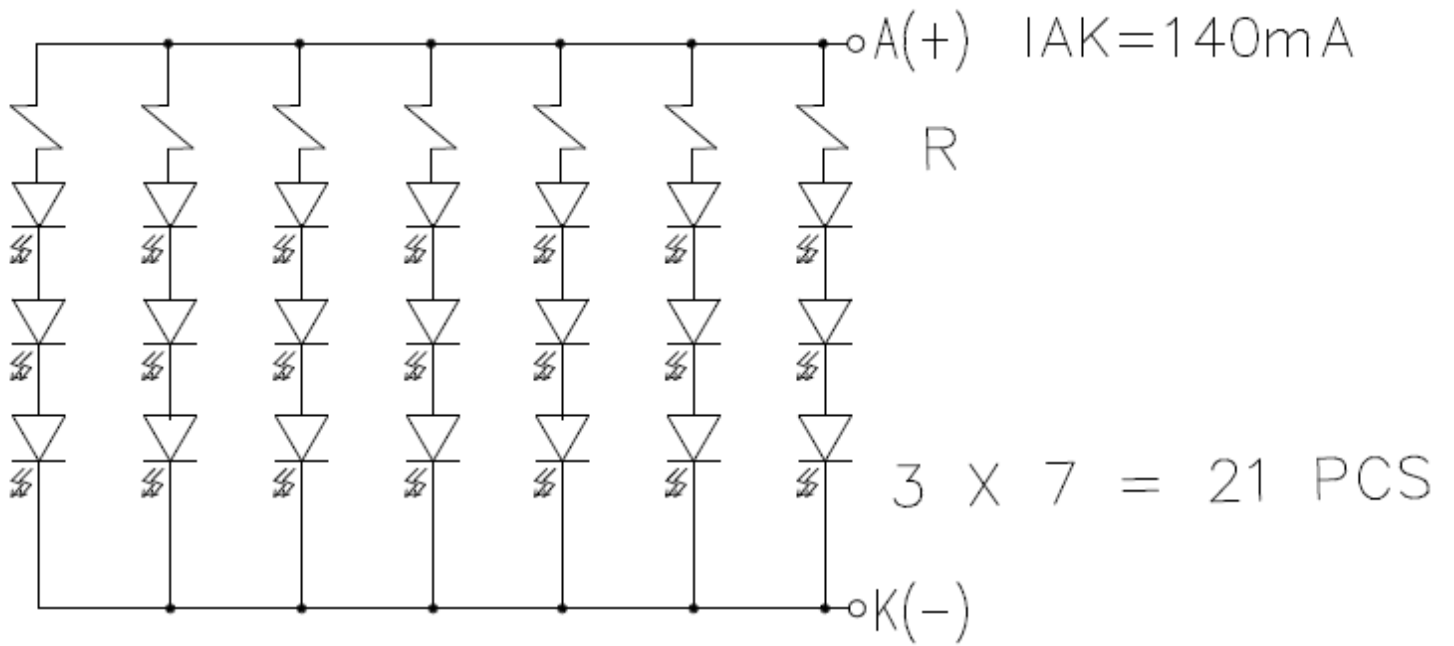 A(+) IAK=140mA
R
3 X 7 = 21 PCS
K(-)